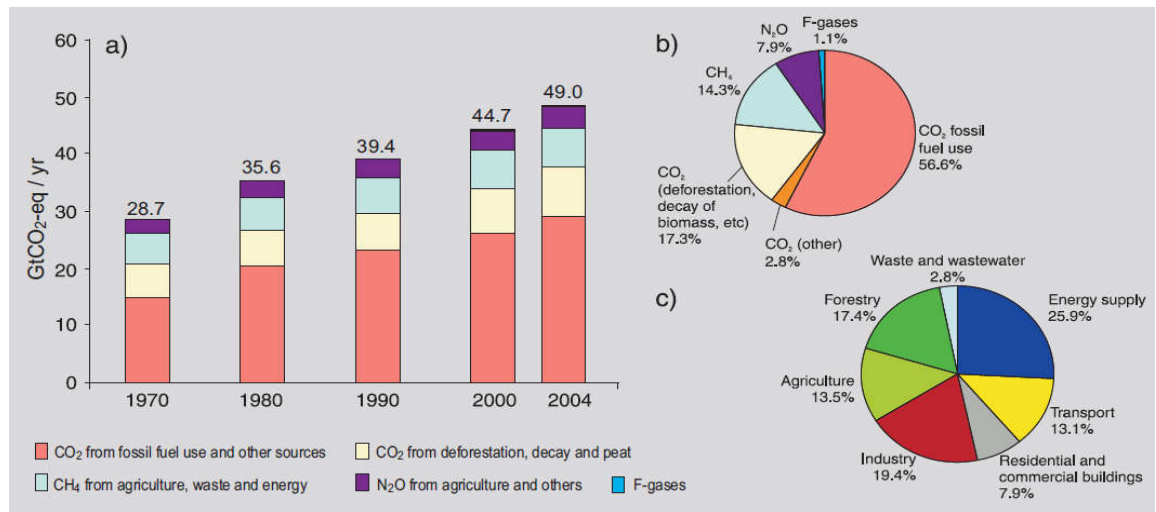 a)
60
50
40
30
20
10
0
GtCO₂-eq / yr
28.7
35.6
39.4
44.7
49.0
1970
1980
1990
2000
2004
CO₂ from fossil fuel use and other sources
CO₂ from deforestation, decay and peat
CH₄ from agriculture, waste and energy
N₂O from agriculture and others
F-gases
b)
F-gases
1.1%
N₂O
7.9%
CH₄
14.3%
CO₂ fossil
fuel use
56.6%
CO₂
(deforestation,
decay of
biomass, etc)
17.3%
CO₂ (other)
2.8%
c)
Waste and wastewater
2.8%
Forestry
17.4%
Energy supply
25.9%
Agriculture
13.5%
Transport
13.1%
Industry
19.4%
Residential and
commercial buildings
7.9%